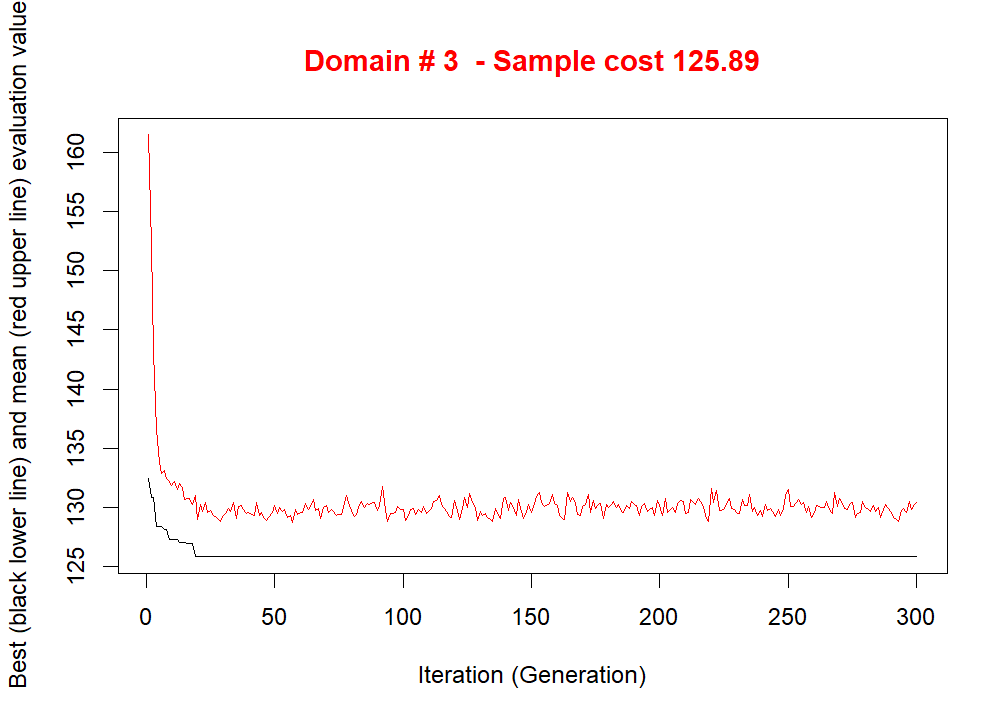 Domain # 3  - Sample cost 125.89
Best (black lower line) and mean (red upper line) evaluation value
160
155
150
145
140
135
130
125
0 50 100 150 200 250 300
Iteration (Generation)